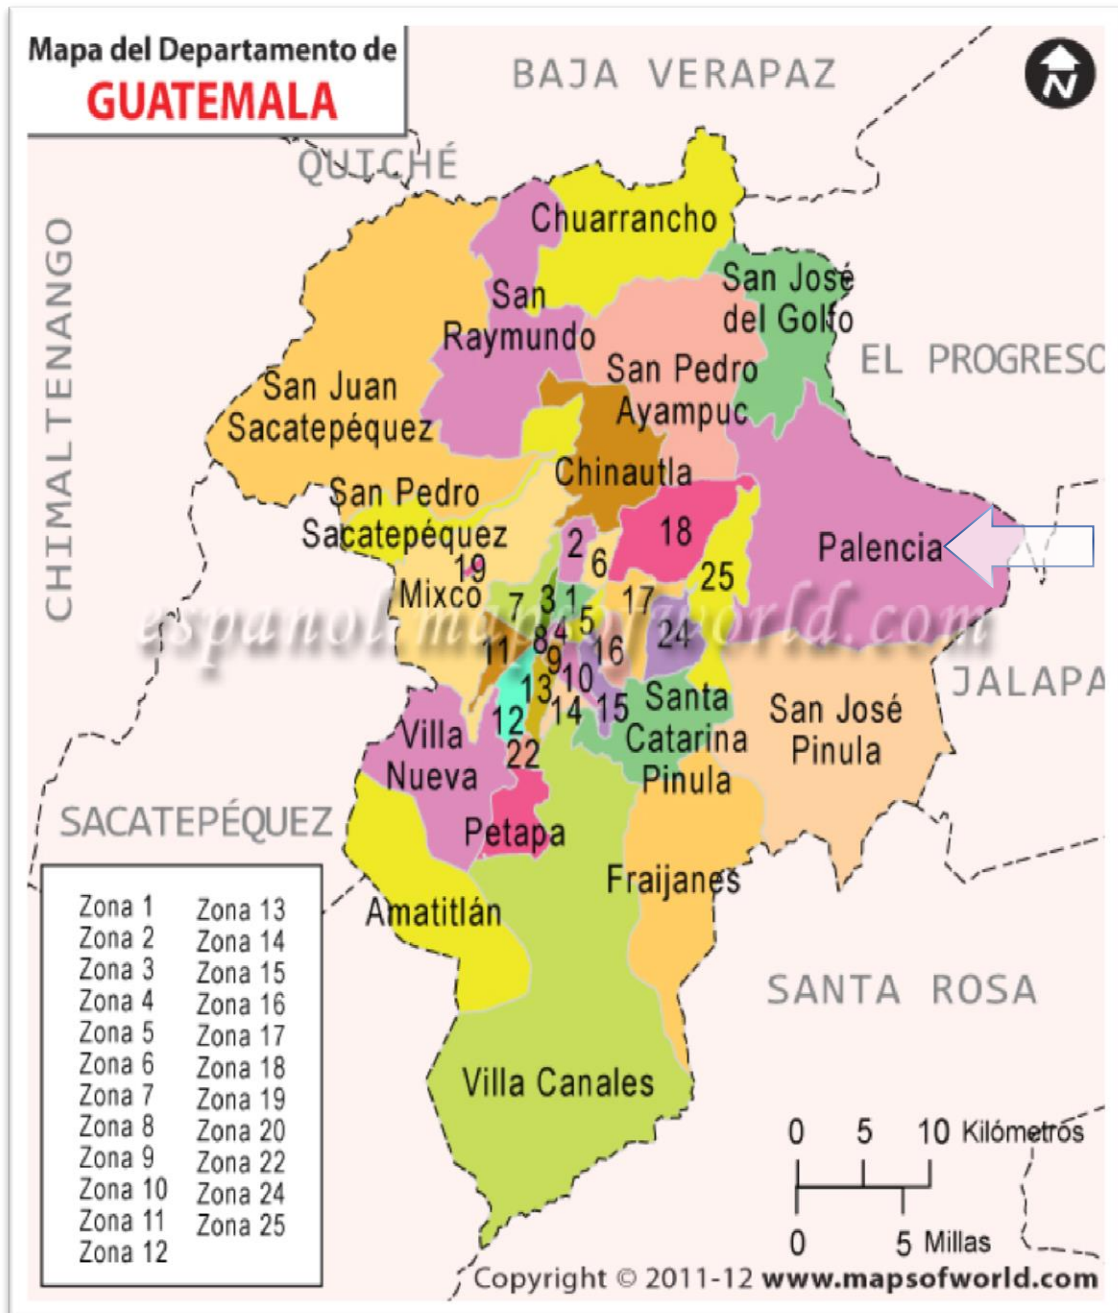 Mapa del Departamento de
GUATEMALA
N
BAJA VERAPAZ
QUICHÉ
CHIMALTENANGO
Chuarrancho
San José
del Golfo
San
Raymundo
EL PROGRESO
San Pedro
Ayampuc
San Juan
Sacatepéquez
Chinautla
San Pedro
Sacatepéquez
18
2
6
Palencia
19
25
Mixco
7
3
1
17
5
espanol.mapsofworld.com
8
4
24
11
9
16
10
JALAPA
13
12
14
15
Santa
Catarina
Pinula
San José
Pinula
Villa
Nueva
22
SACATEPÉQUEZ
Petapa
Fraijanes
Amatitlán
SANTA ROSA
Villa Canales
Zona 1
Zona 2
Zona 3
Zona 4
Zona 5
Zona 6
Zona 7
Zona 8
Zona 9
Zona 10
Zona 11
Zona 12
Zona 13
Zona 14
Zona 15
Zona 16
Zona 17
Zona 18
Zona 19
Zona 20
Zona 22
Zona 24
Zona 25
0 5 10 Kilómetros
0 5 Millas
Copyright © 2011-12 www.mapsofworld.com